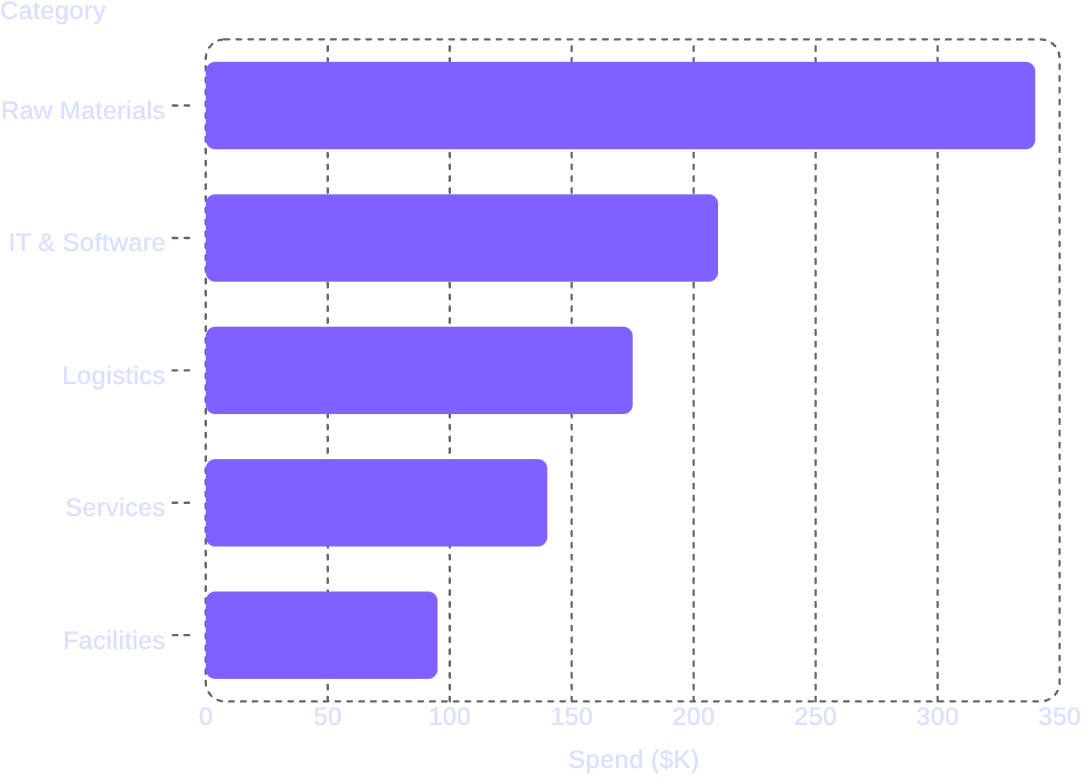 Category
Raw Materials
IT & Software
Logistics
Services
Facilities
0 50 100 150 200 250 300 350
Spend ($K)